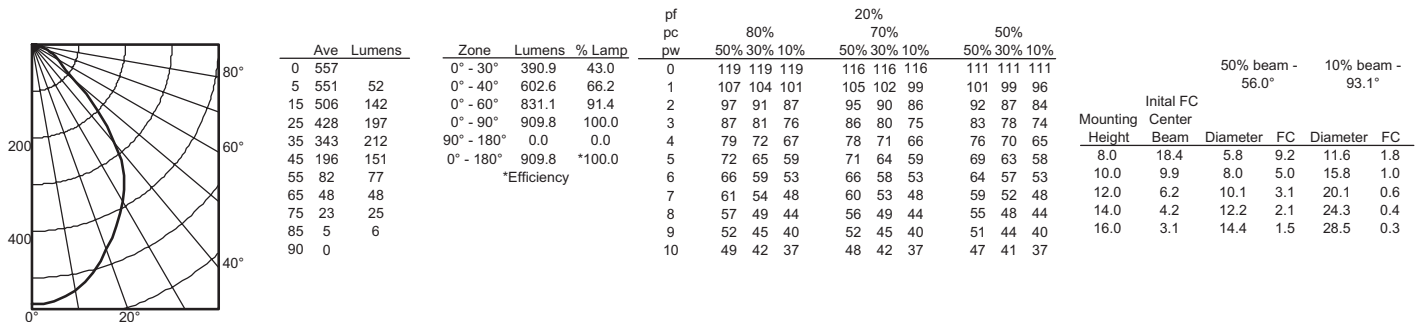 200
400
0°
20°
40°
60°
80°
Ave Lumens
0 557
5 551 52
15 506 142
25 428 197
35 343 212
45 196 151
55 82 77
65 48 48
75 23 25
85 5 6
90 0
Zone Lumens % Lamp
0° - 30° 390.9 43.0
0° - 40° 602.6 66.2
0° - 60° 831.1 91.4
0° - 90° 909.8 100.0
90° - 180° 0.0 0.0
0° - 180° 909.8 *100.0
*Efficiency
pf 20%
pc 80% 70% 50%
pw 50% 30% 10% 50% 30% 10% 50% 30% 10%
0 119 119 119 116 116 116 111 111 111
1 107 104 101 105 102 99 101 99 96
2 97 91 87 95 90 86 92 87 84
3 87 81 76 86 80 75 83 78 74
4 79 72 67 78 71 66 76 70 65
5 72 65 59 71 64 59 69 63 58
6 66 59 53 66 58 53 64 57 53
7 61 54 48 60 53 48 59 52 48
8 57 49 44 56 49 44 55 48 44
9 52 45 40 52 45 40 51 44 40
10 49 42 37 48 42 37 47 41 37
50% beam - 10% beam -
56.0° 93.1°
Inital FC
Mounting Center
Height Beam Diameter FC Diameter FC
8.0 18.4 5.8 9.2 11.6 1.8
10.0 9.9 8.0 5.0 15.8 1.0
12.0 6.2 10.1 3.1 20.1 0.6
14.0 4.2 12.2 2.1 24.3 0.4
16.0 3.1 14.4 1.5 28.5 0.3